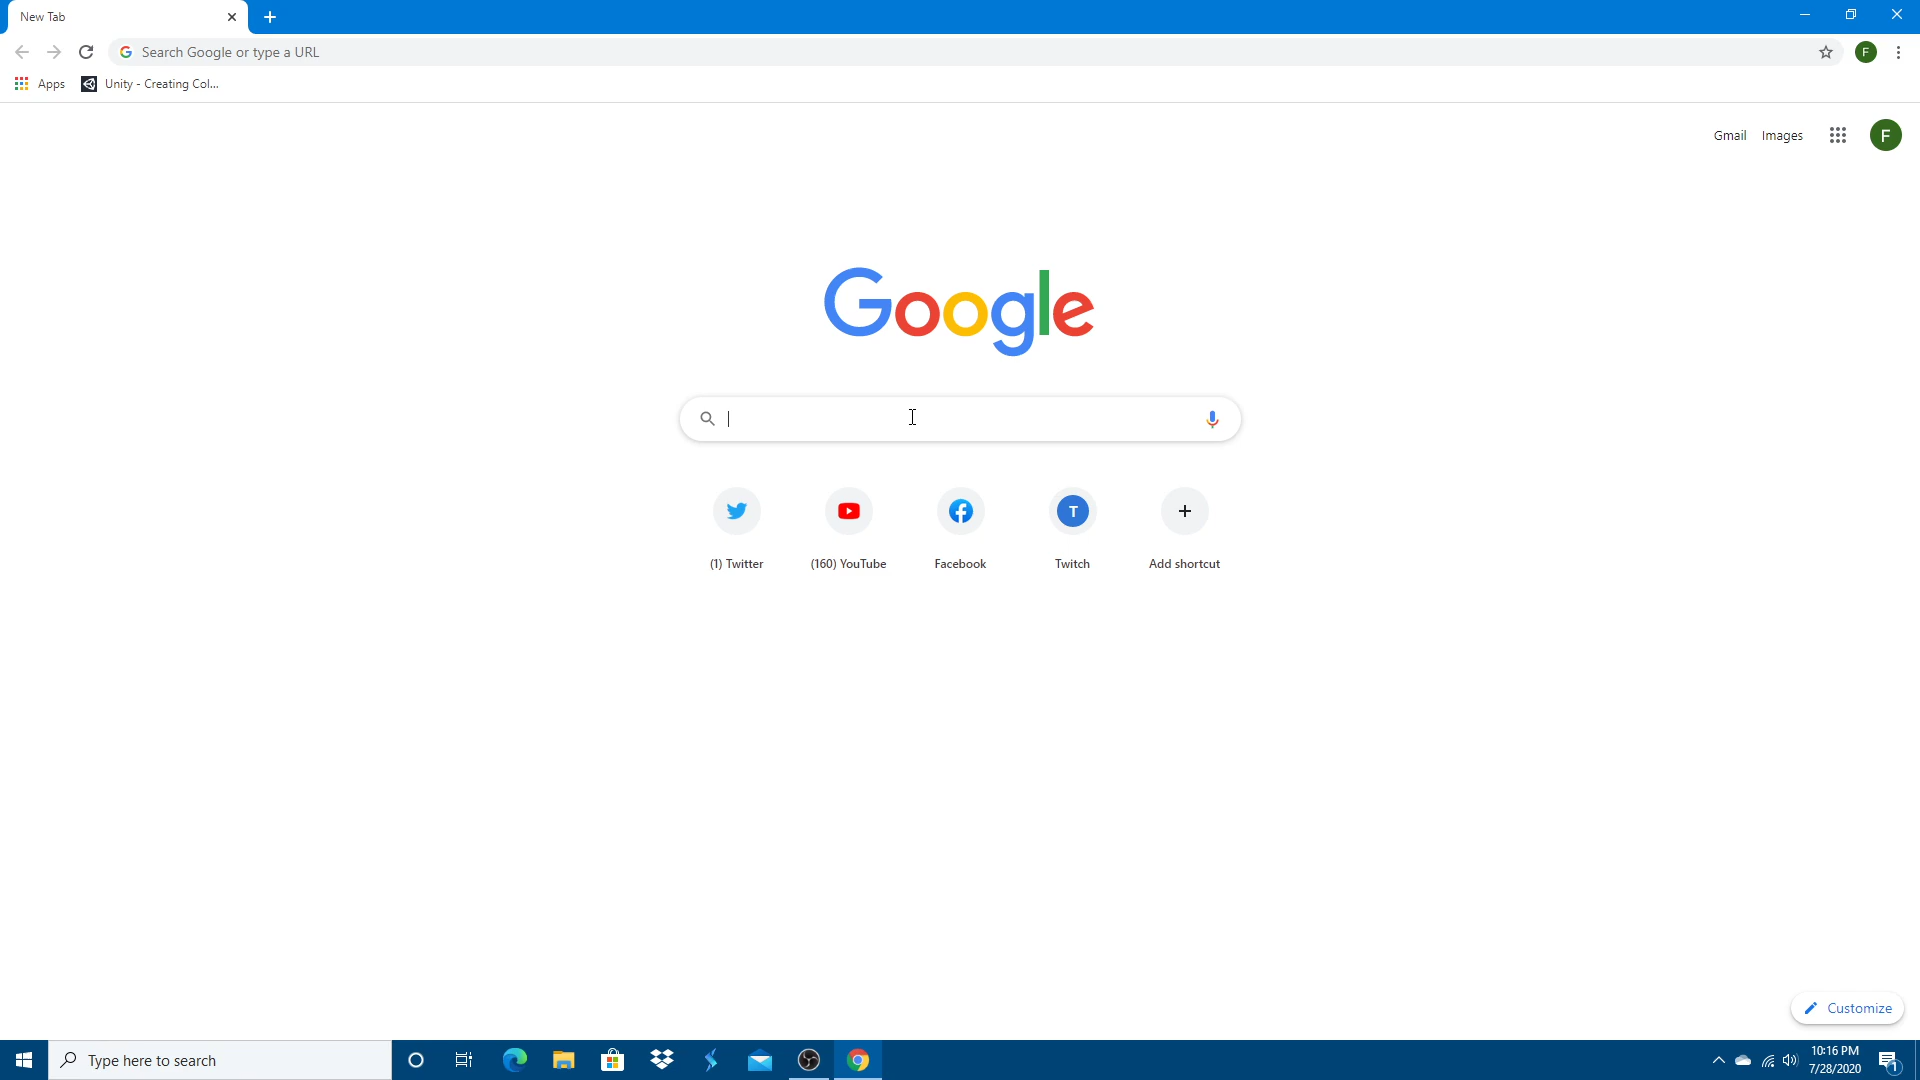 New Tab
Search Google or type a URL
F
Apps
Unity - Creating Col...
Gmail
Images
F
Google
T
(1) Twitter
(160) YouTube
Facebook
Twitch
Add shortcut
Customize
Type here to search
10:16 PM
7/28/2020
1